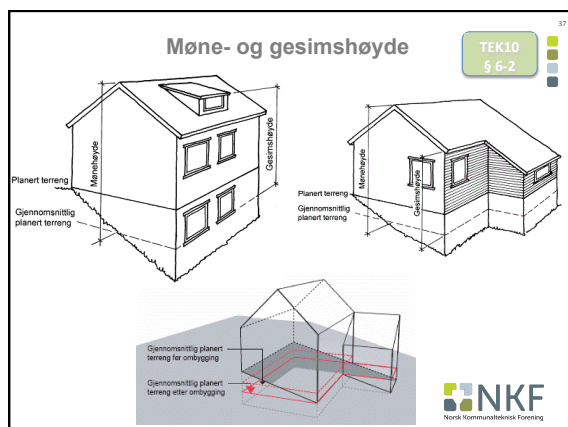 37
Møne- og gesimshøyde
TEK10
§ 6-2
Mønehøyde
Gesimshøyde
Planert terreng
Gjennomsnittlig
planert terreng
Mønehøyde
Gesimshøyde
Planert terreng
Gjennomsnittlig
planert terreng
Gjennomsnittlig planert
terreng før ombygging
Gjennomsnittlig planert
terreng etter ombygging
NKF
Norsk Kommunalteknisk Forening